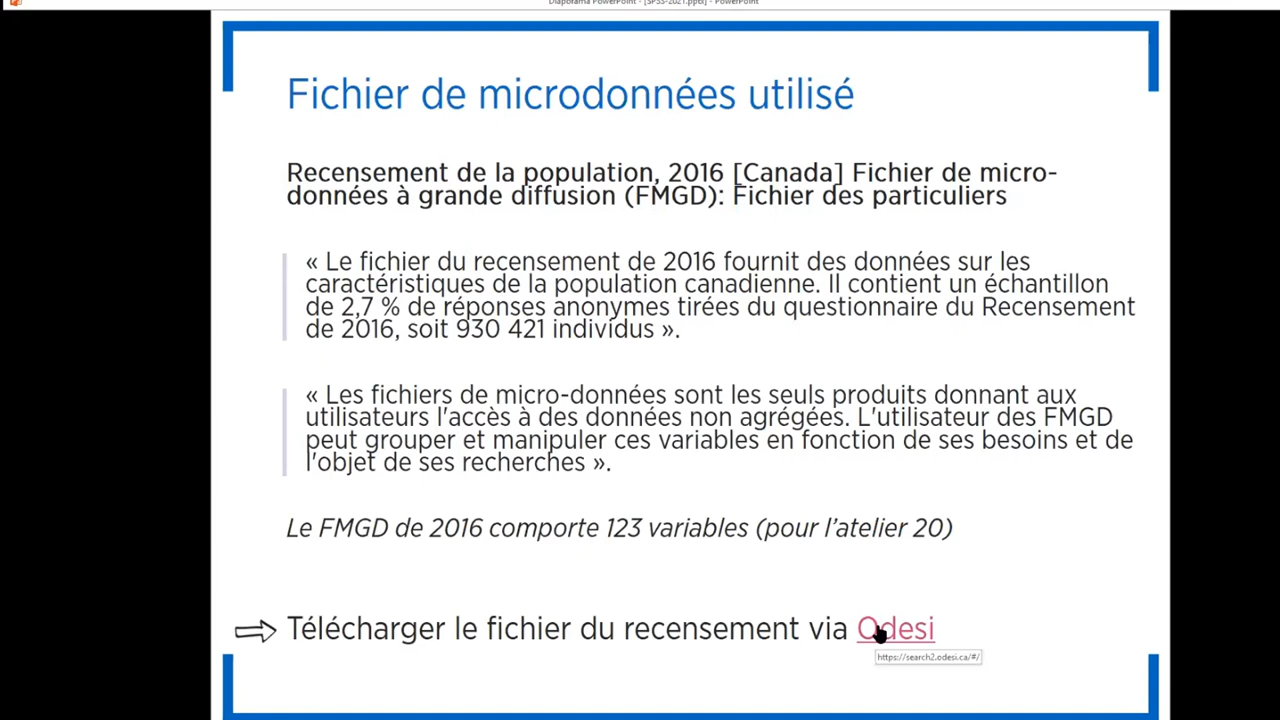 Diaporama PowerPoint - [SPSS-2021.pptx] - PowerPoint
Fichier de microdonnées utilisé
Recensement de la population, 2016 [Canada] Fichier de micro-
données à grande diffusion (FMGD): Fichier des particuliers
« Le fichier du recensement de 2016 fournit des données sur les
caractéristiques de la population canadienne. Il contient un échantillon
de 2,7 % de réponses anonymes tirées du questionnaire du Recensement
de 2016, soit 930 421 individus ».
« Les fichiers de micro-données sont les seuls produits donnant aux
utilisateurs l'accès à des données non agrégées. L'utilisateur des FMGD
peut grouper et manipuler ces variables en fonction de ses besoins et de
l'objet de ses recherches ».
Le FMGD de 2016 comporte 123 variables (pour l’atelier 20)
Télécharger le fichier du recensement via Odesi
https://search2.odesi.ca/#/